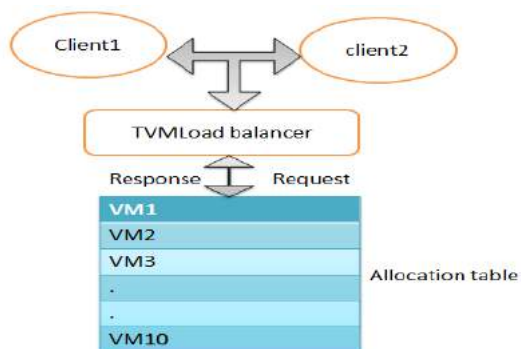 Client1
client2
TVMLoad balancer
Response
Request
VM1
VM2
VM3
.
.
VM10
Allocation table